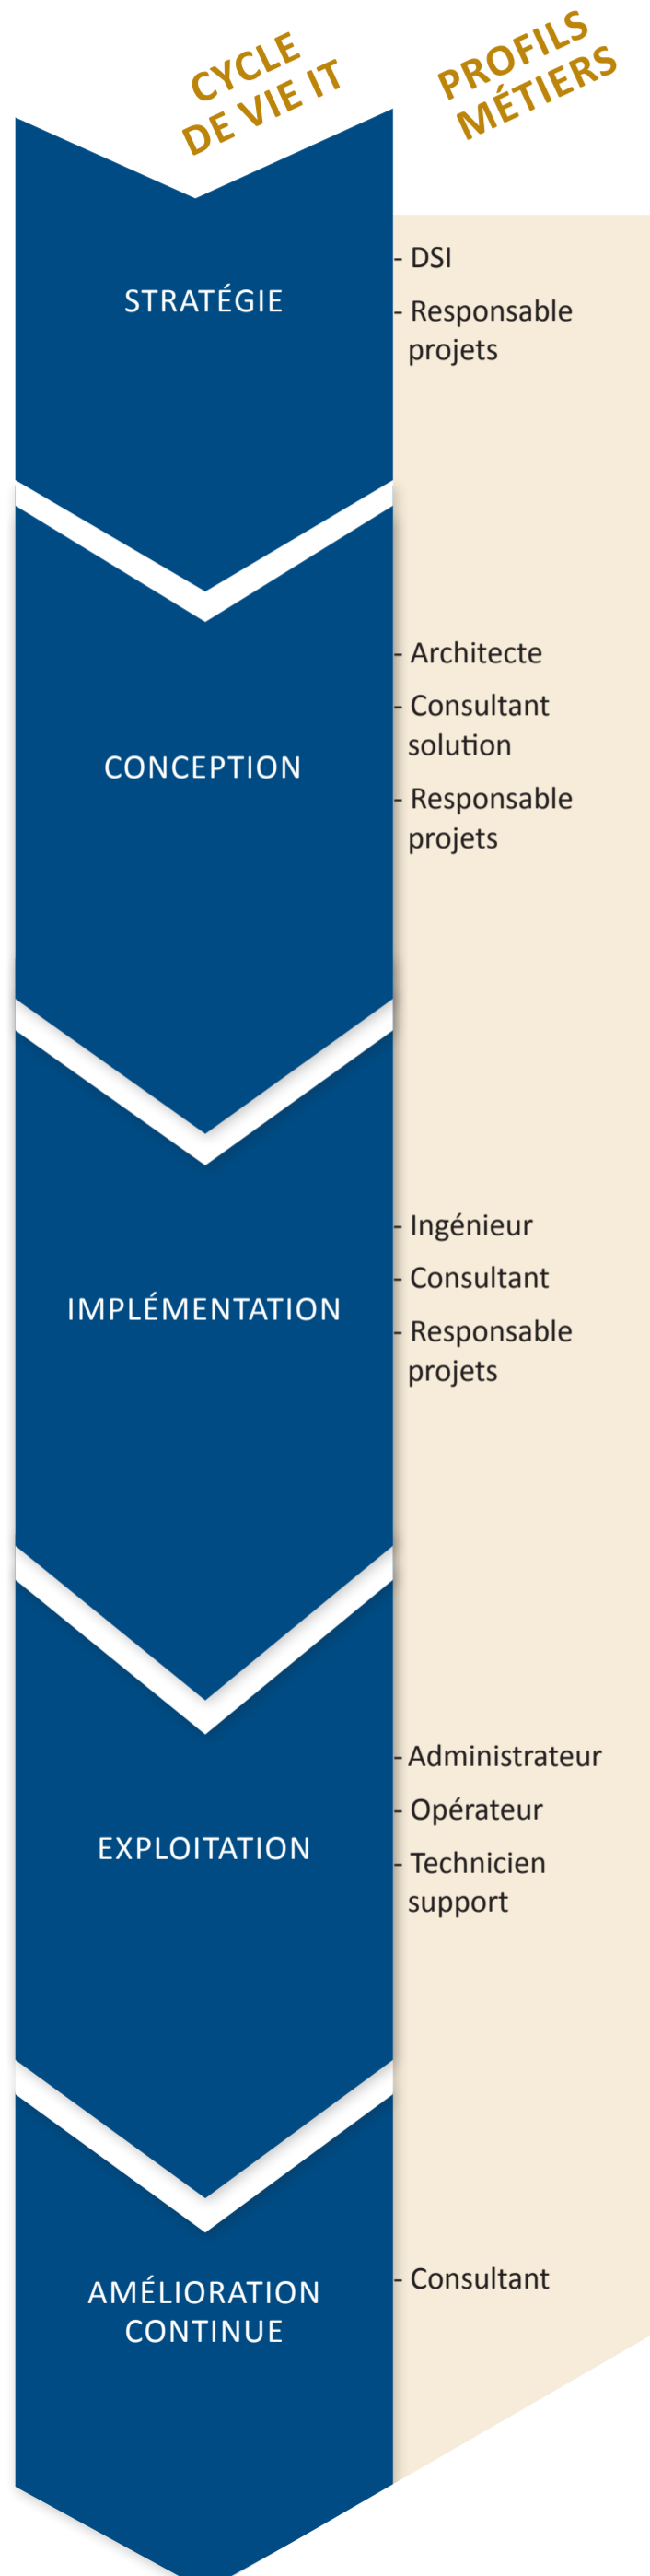 CYCLE
DE VIE IT
PROFILS
MÉTIERS
STRATÉGIE
- DSI
- Responsable
projets
CONCEPTION
- Architecte
- Consultant
solution
- Responsable
projets
IMPLÉMENTATION
- Ingénieur
- Consultant
- Responsable
projets
EXPLOITATION
- Administrateur
- Opérateur
- Technicien
support
AMÉLIORATION
CONTINUE
- Consultant